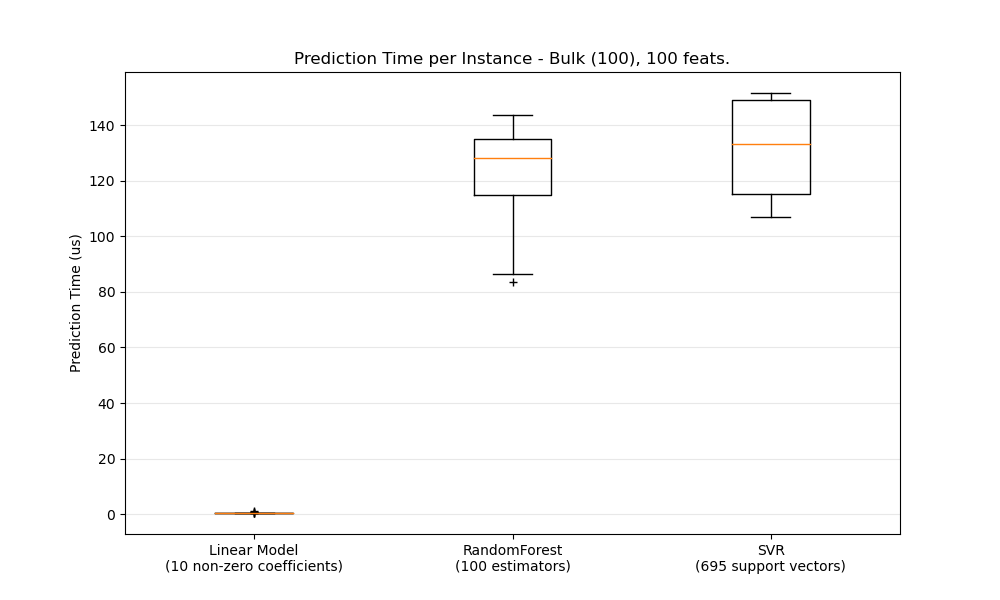 Prediction Time per Instance - Bulk (100), 100 feats.
Prediction Time (us)
140
120
100
80
60
40
20
0
Linear Model
(10 non-zero coefficients)
RandomForest
(100 estimators)
SVR
(695 support vectors)